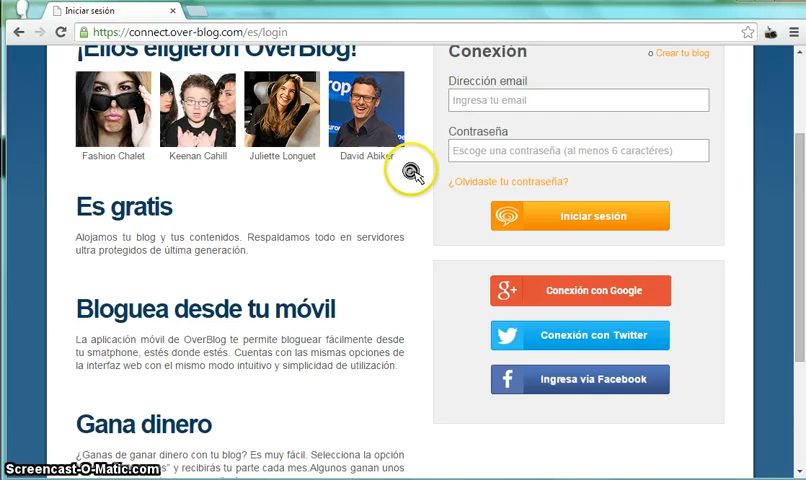 Iniciar sesión
https://connect.over-blog.com/es/login
¡Ellos eligieron OverBlog!
Fashion Chalet
Keenan Cahill
Juliette Longuet
David Abiker
Es gratis
Alojamos tu blog y tus contenidos. Respaldamos todo en servidores
ultra protegidos de última generación.
Bloguea desde tu móvil
La aplicación móvil de OverBlog te permite bloguear fácilmente desde
tu smatphone, estés donde estés. Cuentas con las mismas opciones de
la interfaz web con el mismo modo intuitivo y simplicidad de utilización.
Gana dinero
¿Ganas de ganar dinero con tu blog? Es muy fácil. Selecciona la opción
y recibirás tu parte cada mes.Algunos ganan unos
Conexión
o Crear tu blog
Dirección email
Ingresa tu email
Contraseña
Escoge una contraseña (al menos 6 caractéres)
¿Olvidaste tu contraseña?
Iniciar sesión
g+ Conexión con Google
Conexión con Twitter
f Ingresa vía Facebook
Screencast-O-Matic.com